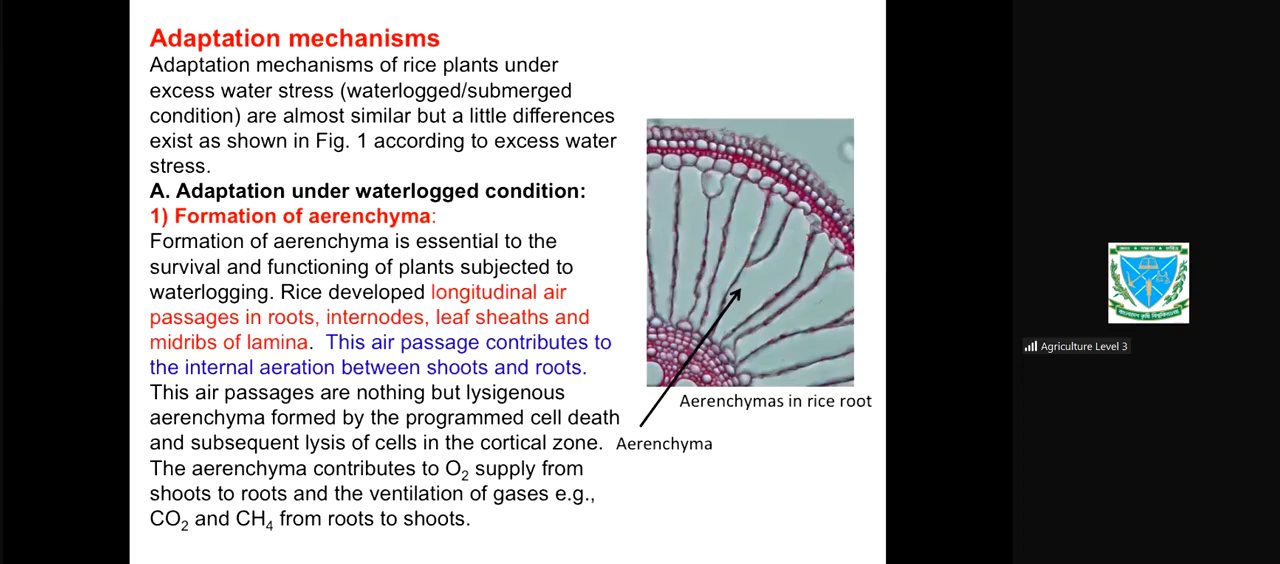 Adaptation mechanisms
Adaptation mechanisms of rice plants under
excess water stress (waterlogged/submerged
condition) are almost similar but a little differences
exist as shown in Fig. 1 according to excess water
stress.
A. Adaptation under waterlogged condition:
1) Formation of aerenchyma:
Formation of aerenchyma is essential to the
survival and functioning of plants subjected to
waterlogging. Rice developed longitudinal air
passages in roots, internodes, leaf sheaths and
midribs of lamina. This air passage contributes to
the internal aeration between shoots and roots.
This air passages are nothing but lysigenous
aerenchyma formed by the programmed cell death
and subsequent lysis of cells in the cortical zone.
The aerenchyma contributes to O₂ supply from
shoots to roots and the ventilation of gases e.g.,
CO₂ and CH₄ from roots to shoots.
Aerenchymas in rice root
Aerenchyma
Agriculture Level 3